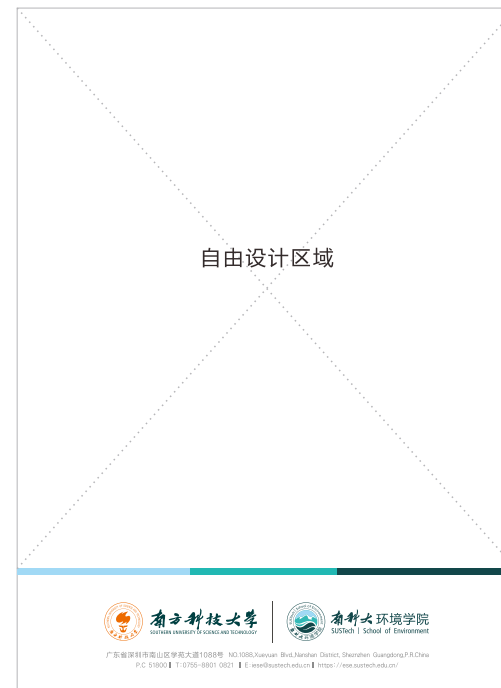 自由设计区域
南方科技大学
SOUTHERN UNIVERSITY OF SCIENCE AND TECHNOLOGY
南科大环境学院
SUSTech | School of Environment
广东省深圳市南山区学苑大道1088号 NO.1088,Xueyuan Blvd.,Nanshan District, Sheznzhen Guangdong,P.R.China
P.C 51800 | T:0755-8801 0821 | E:iese@sustech.edu.cn | https://ese.sustech.edu.cn/